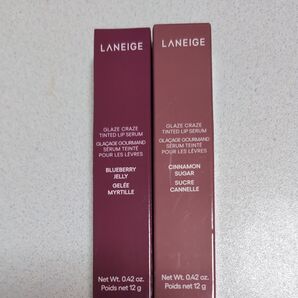 LANEIGE
GLAZE CRAZE
TINTED LIP SERUM
GLAÇAGE GOURMAND
SÉRUM TEINTÉ
POUR LES LÈVRES
BLUEBERRY
JELLY
GELÉE
MYRTILLE
Net Wt. 0.42 oz.
Poids net 12 g
LANEIGE
GLAZE CRAZE
TINTED LIP SERUM
GLAÇAGE GOURMAND
SÉRUM TEINTÉ
POUR LES LÈVRES
CINNAMON
SUGAR
SUCRE
CANNELLE
Net Wt. 0.42 oz.
Poids net 12 g